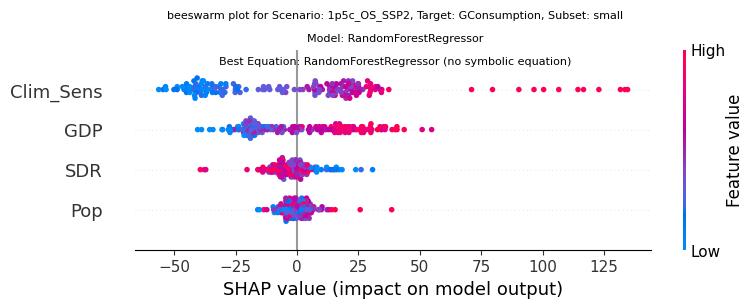 beeswarm plot for Scenario: 1p5c_OS_SSP2, Target: GConsumption, Subset: small
Model: RandomForestRegressor
Best Equation: RandomForestRegressor (no symbolic equation)
High
Clim_Sens
GDP
SDR
Pop
Feature value
Low
−50 −25 0 25 50 75 100 125
SHAP value (impact on model output)